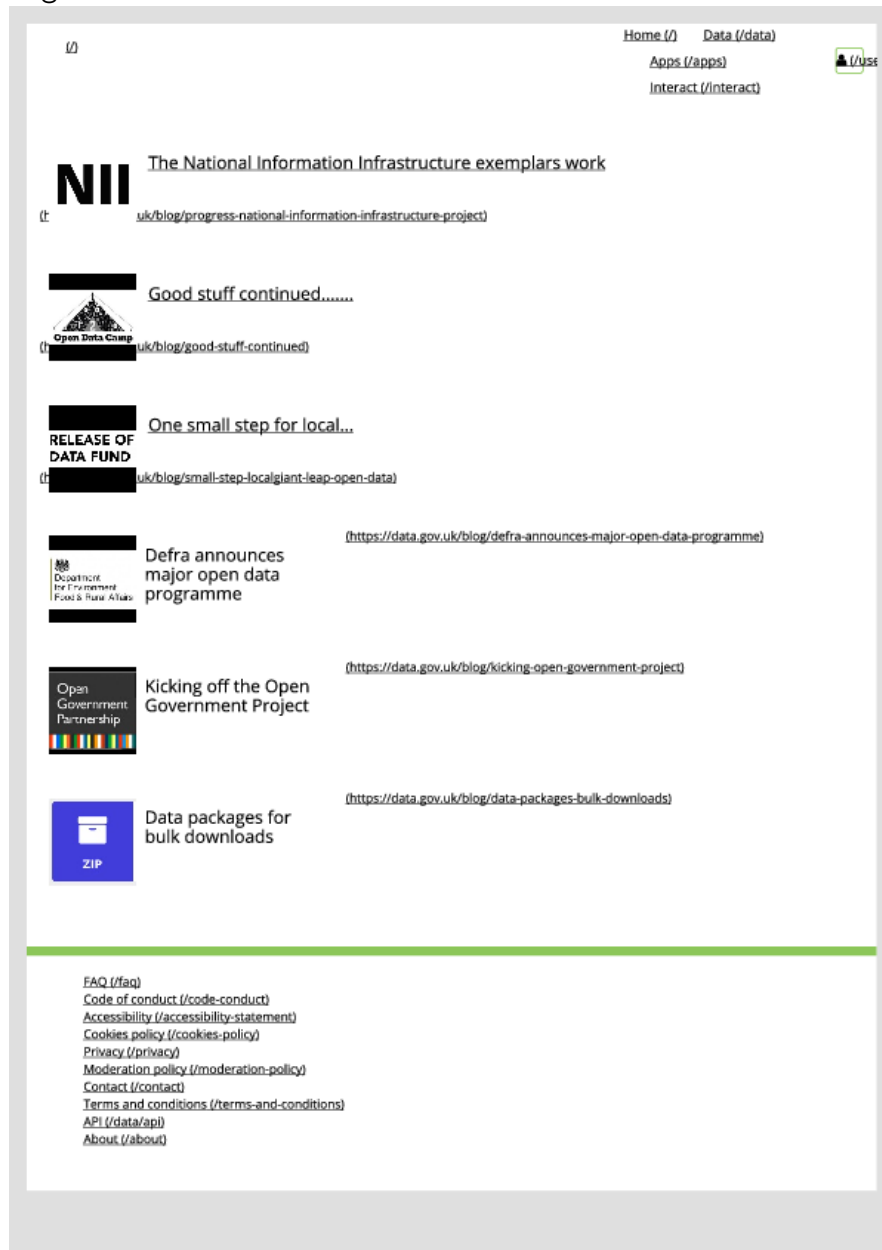 (/)
Home (/) Data (/data)
Apps (/apps)
(/use
Interact (/interact)
NII
The National Information Infrastructure exemplars work
(h uk/blog/progress-national-information-infrastructure-project)
Good stuff continued.......
Open Data Camp
(h uk/blog/good-stuff-continued)
One small step for local...
RELEASE OF
DATA FUND
(h uk/blog/small-step-localgiant-leap-open-data)
(https://data.gov.uk/blog/defra-announces-major-open-data-programme)
Defra announces
major open data
programme
Department
for Environment
Food & Rural Affairs
(https://data.gov.uk/blog/kicking-open-government-project)
Kicking off the Open
Government Project
Open
Government
Partnership
(https://data.gov.uk/blog/data-packages-bulk-downloads)
Data packages for
bulk downloads
ZIP
FAQ (/faq)
Code of conduct (/code-conduct)
Accessibility (/accessibility-statement)
Cookies policy (/cookies-policy)
Privacy (/privacy)
Moderation policy (/moderation-policy)
Contact (/contact)
Terms and conditions (/terms-and-conditions)
API (/data/api)
About (/about)